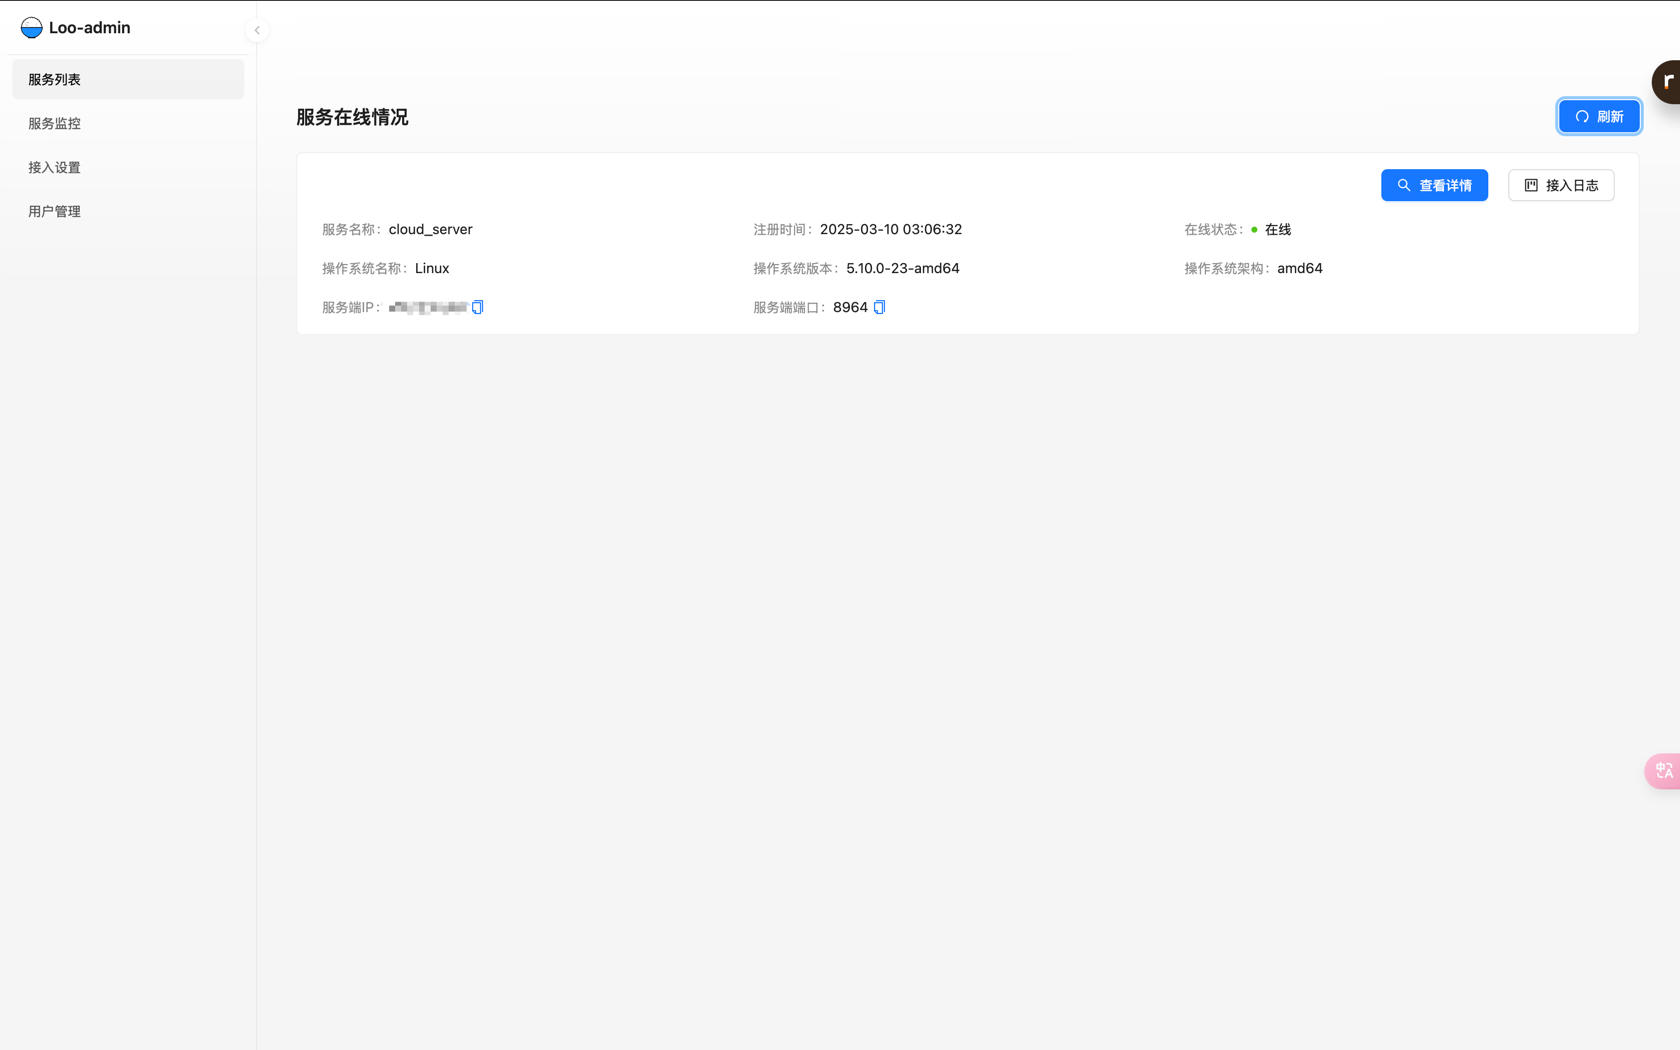 Loo-admin
服务列表
服务监控
接入设置
用户管理
服务在线情况
刷新
查看详情
接入日志
服务名称: cloud_server
注册时间: 2025-03-10 03:06:32
在线状态: 在线
操作系统名称: Linux
操作系统版本: 5.10.0-23-amd64
操作系统架构: amd64
服务端IP:
服务端端口: 8964
r
中
A